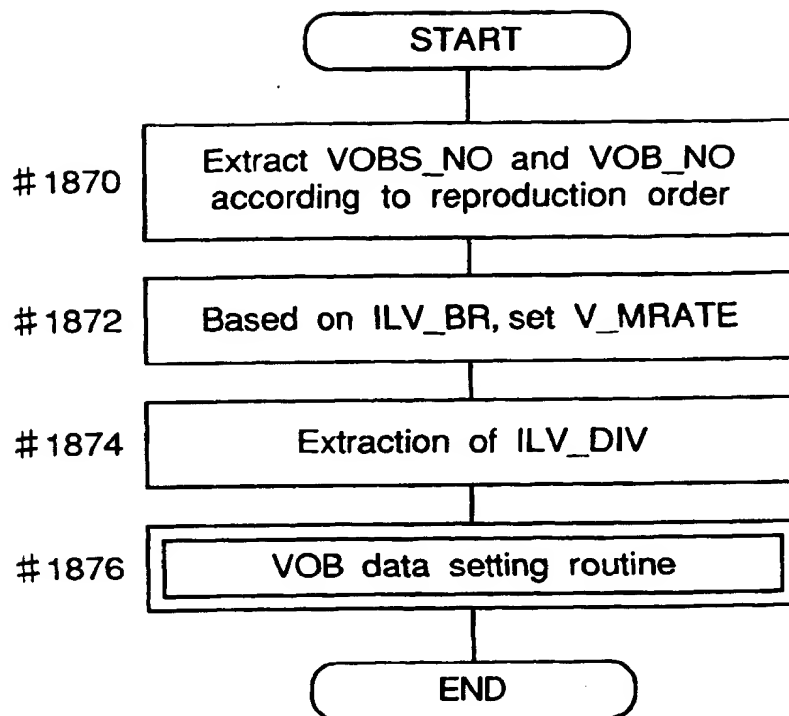 START
#1870
Extract VOBS_NO and VOB_NO
according to reproduction order
#1872
Based on ILV_BR, set V_MRATE
#1874
Extraction of ILV_DIV
#1876
VOB data setting routine
END